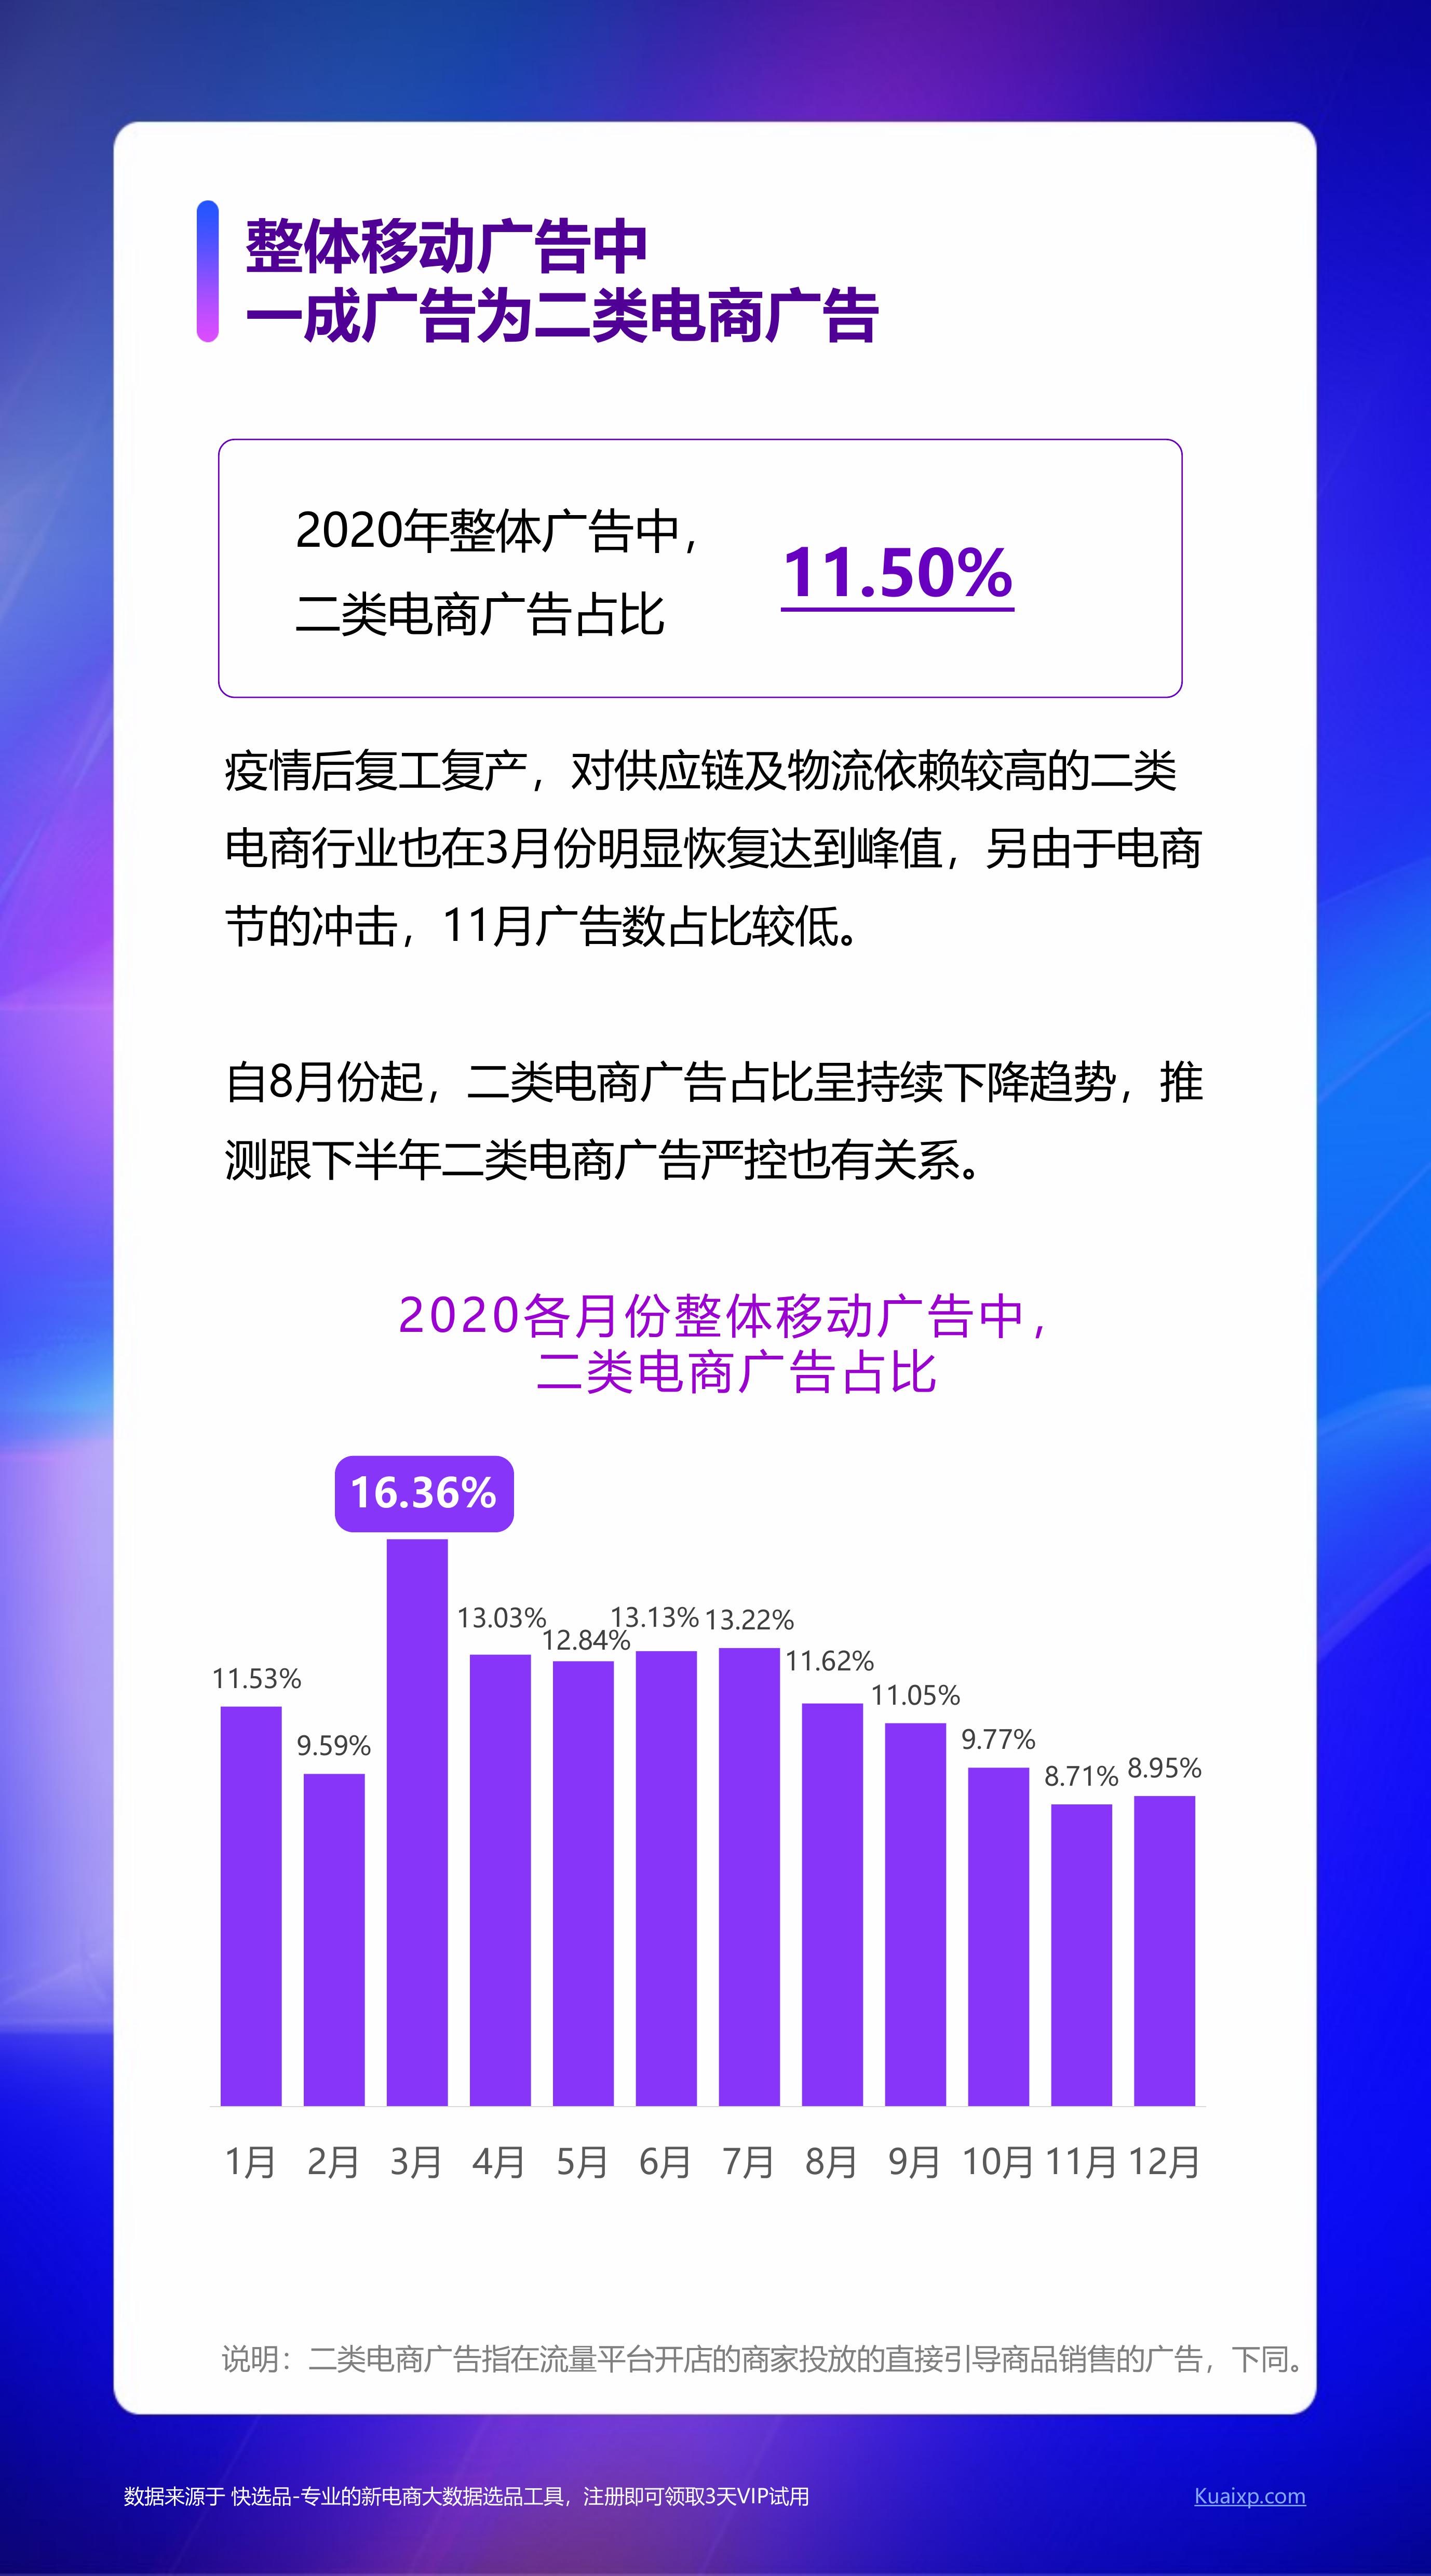 整体移动广告中
一成广告为二类电商广告
2020年整体广告中，
二类电商广告占比
11.50%
疫情后复工复产，对供应链及物流依赖较高的二类
电商行业也在3月份明显恢复达到峰值，另由于电商
节的冲击，11月广告数占比较低。
自8月份起，二类电商广告占比呈持续下降趋势，推
测跟下半年二类电商广告严控也有关系。
2020各月份整体移动广告中，
二类电商广告占比
11.53%
9.59%
16.36%
13.03%
12.84%
13.13%
13.22%
11.62%
11.05%
9.77%
8.71%
8.95%
1月 2月 3月 4月 5月 6月 7月 8月 9月 10月 11月 12月
说明：二类电商广告指在流量平台开店的商家投放的直接引导商品销售的广告，下同。
数据来源于 快选品-专业的新电商大数据选品工具，注册即可领取3天VIP试用
Kuaixp.com